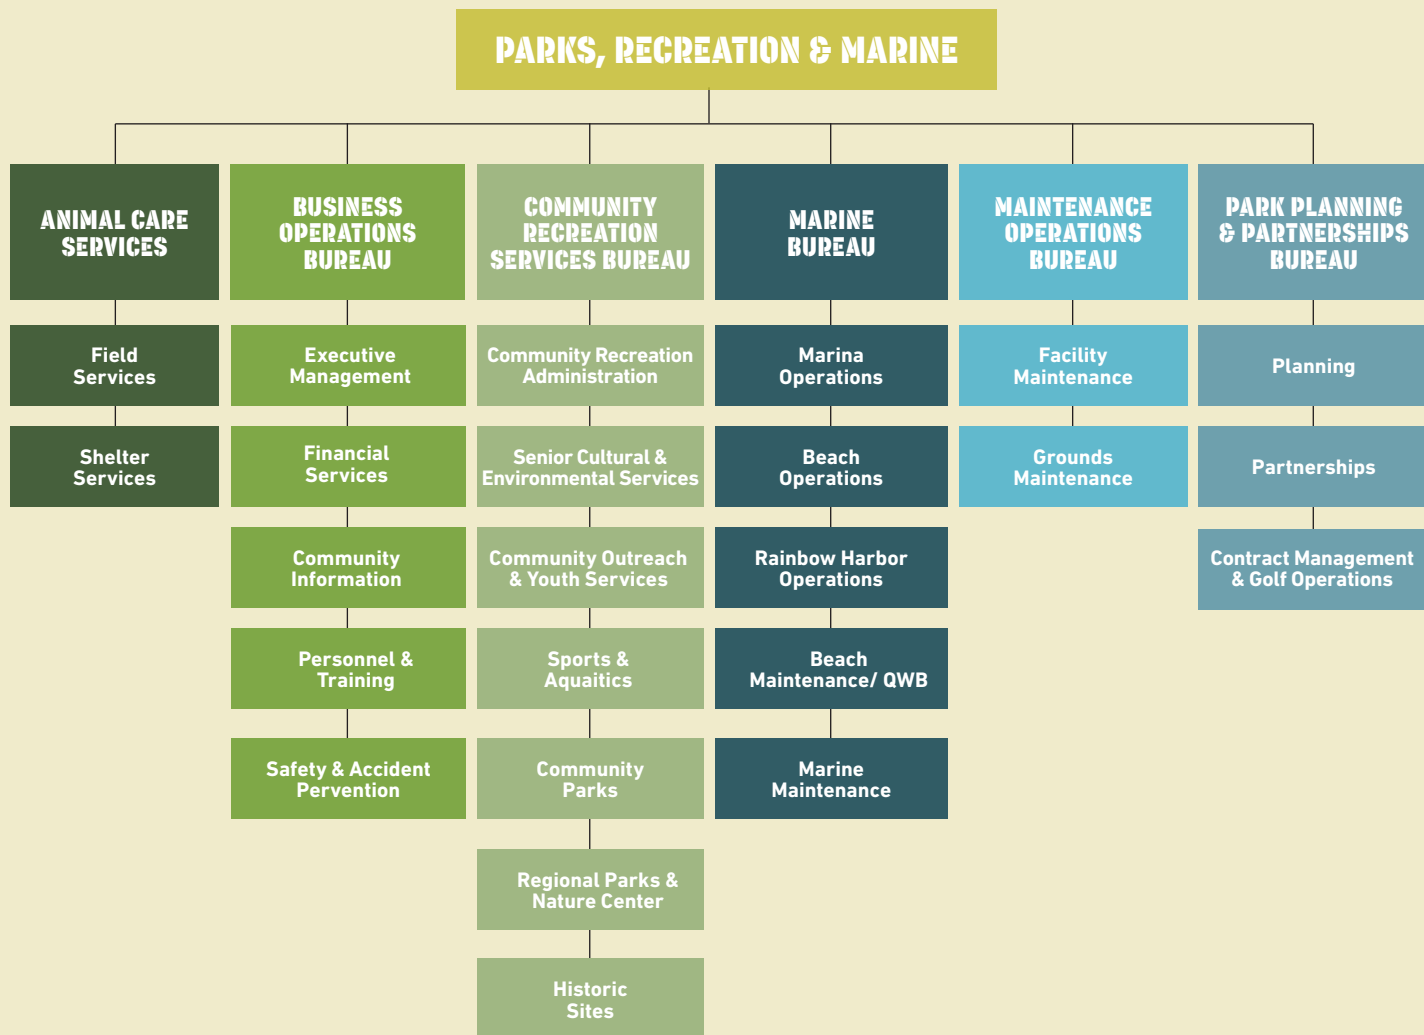 PARKS, RECREATION & MARINE
ANIMAL CARE
SERVICES
Field
Services
Shelter
Services
BUSINESS
OPERATIONS
BUREAU
Executive
Management
Financial
Services
Community
Information
Personnel &
Training
Safety & Accident
Pervention
COMMUNITY
RECREATION
SERVICES BUREAU
Community Recreation
Administration
Senior Cultural &
Environmental Services
Community Outreach
& Youth Services
Sports &
Aquaitics
Community
Parks
Regional Parks &
Nature Center
Historic
Sites
MARINE
BUREAU
Marina
Operations
Beach
Operations
Rainbow Harbor
Operations
Beach
Maintenance/ QWB
Marine
Maintenance
MAINTENANCE
OPERATIONS
BUREAU
Facility
Maintenance
Grounds
Maintenance
PARK PLANNING
& PARTNERSHIPS
BUREAU
Planning
Partnerships
Contract Management
& Golf Operations